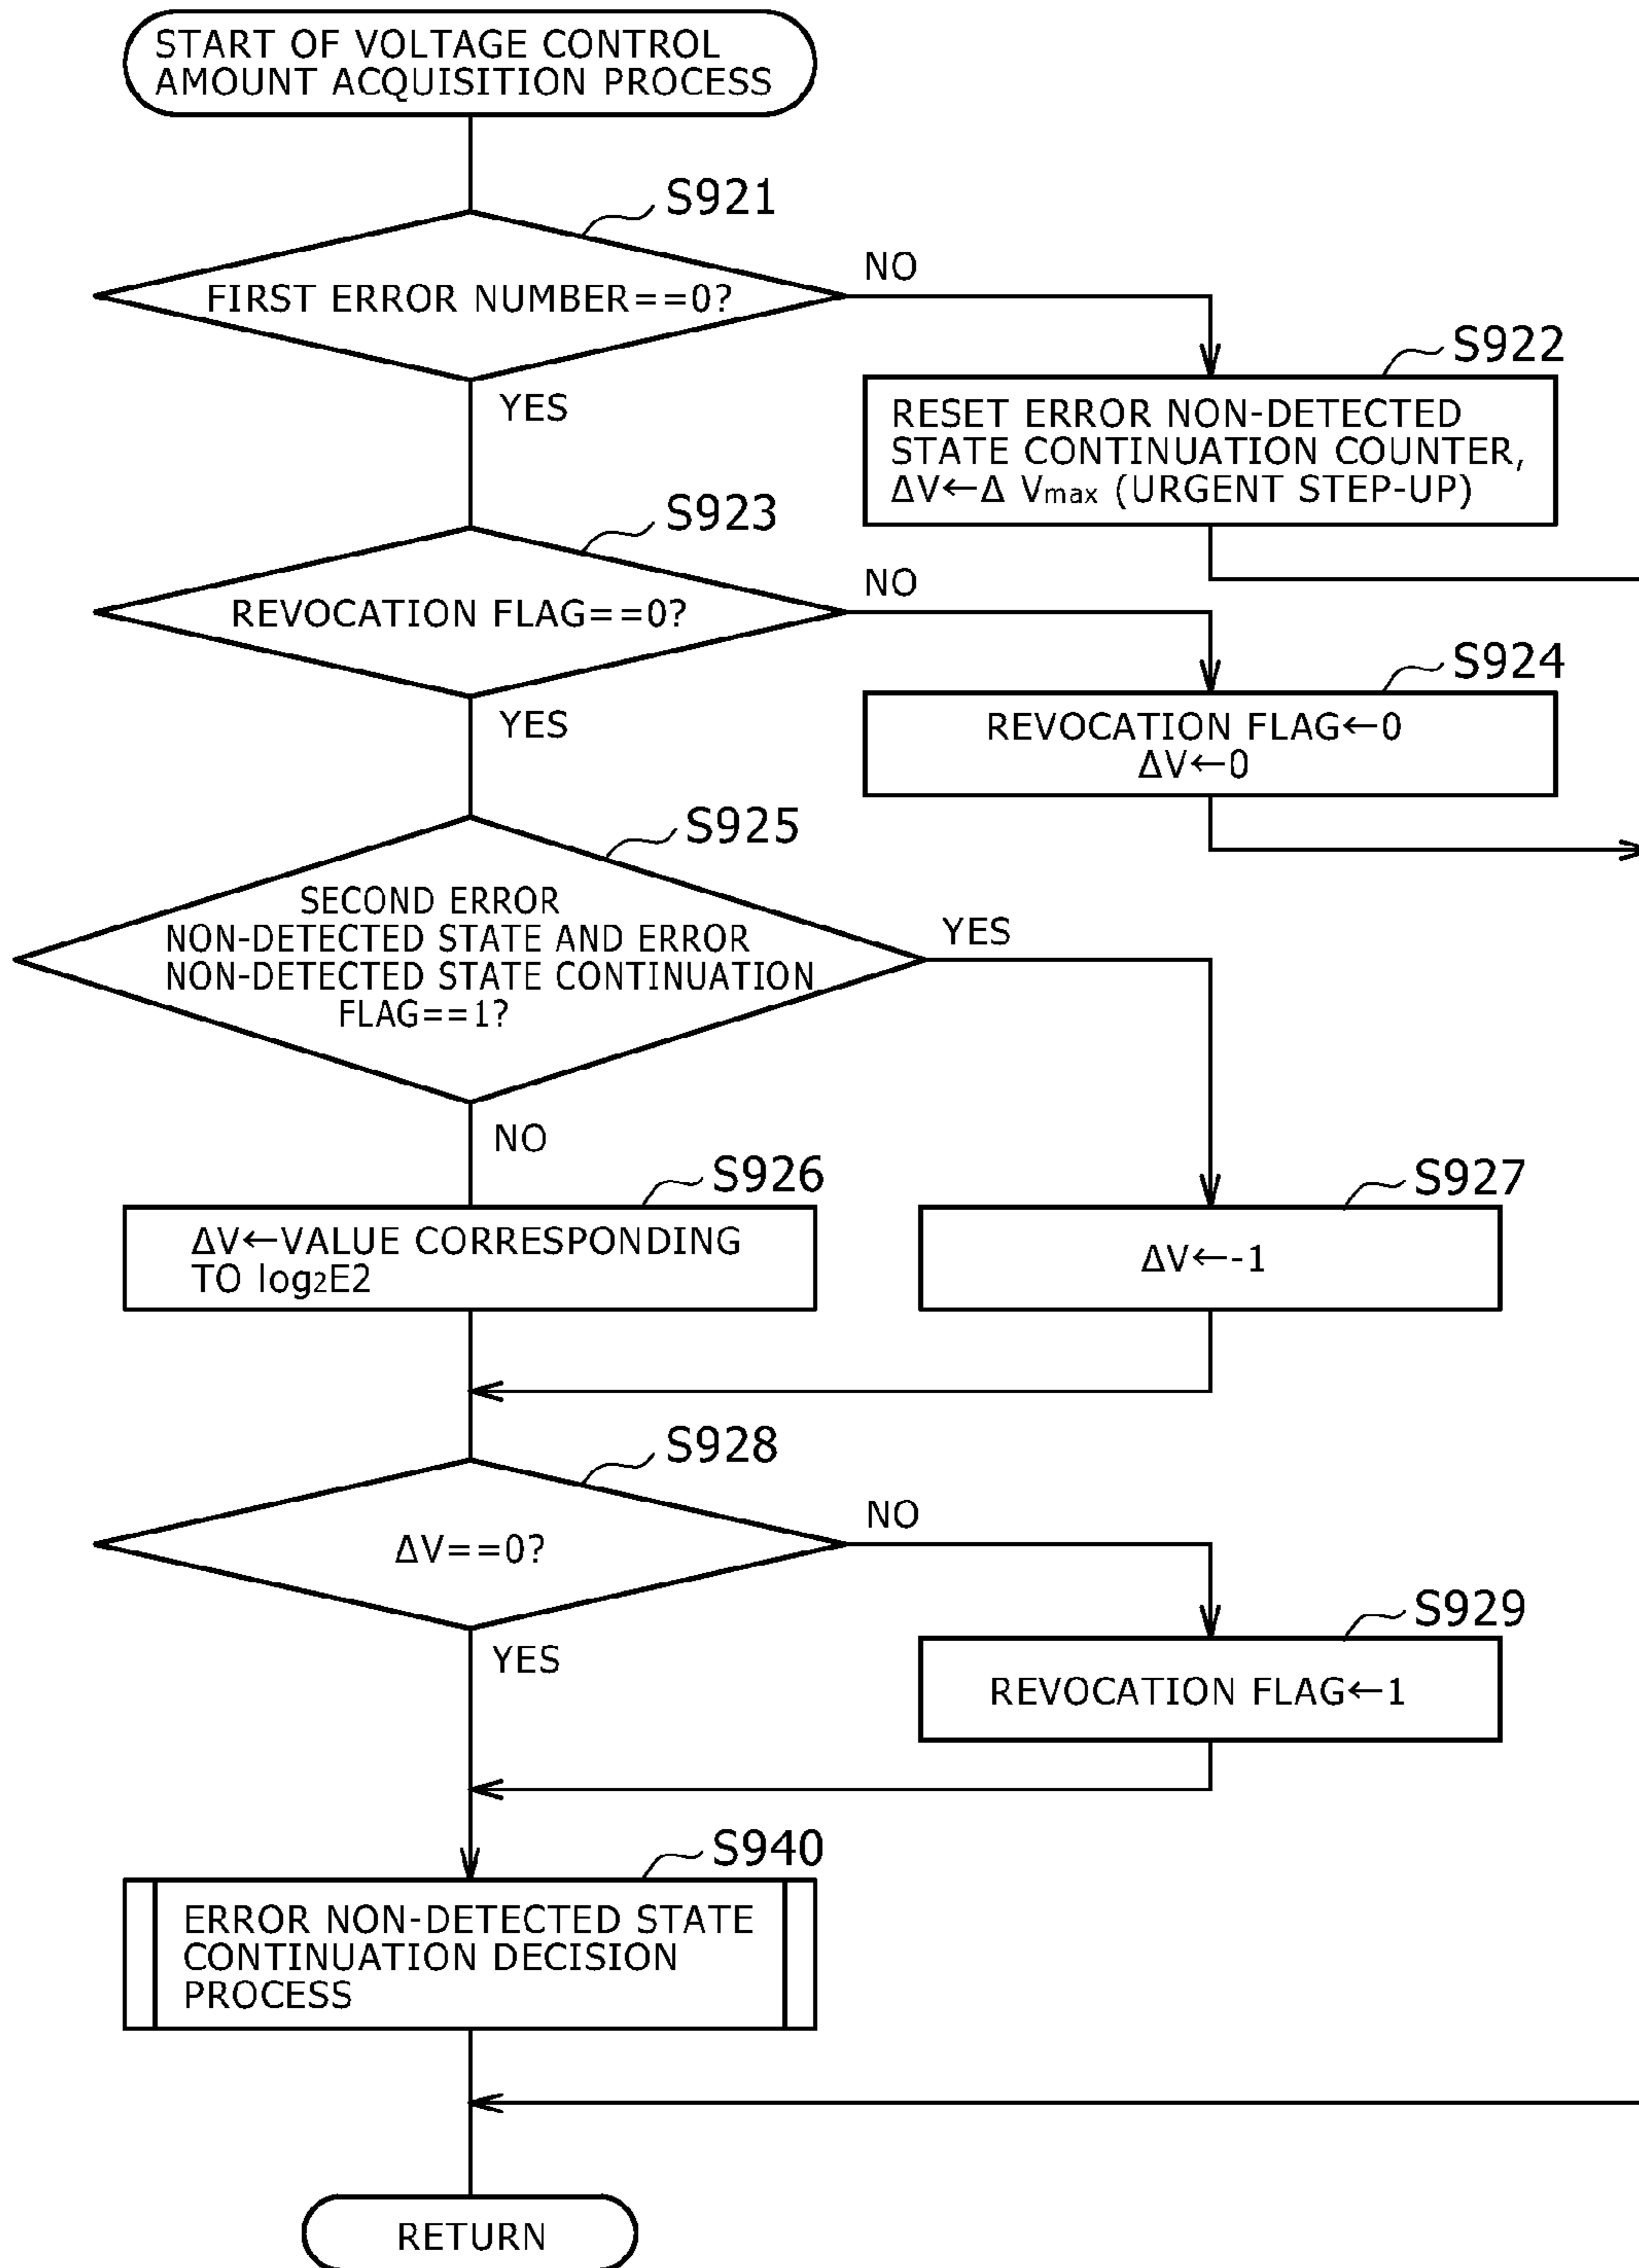 START OF VOLTAGE CONTROL
AMOUNT ACQUISITION PROCESS
S921
FIRST ERROR NUMBER==0?
NO
YES
S922
RESET ERROR NON-DETECTED
STATE CONTINUATION COUNTER,
ΔV←Δ Vmax (URGENT STEP-UP)
S923
REVOCATION FLAG==0?
NO
YES
S924
REVOCATION FLAG←0
ΔV←0
S925
SECOND ERROR
NON-DETECTED STATE AND ERROR
NON-DETECTED STATE CONTINUATION
FLAG==1?
YES
NO
S926
ΔV←VALUE CORRESPONDING
TO log₂E2
S927
ΔV←-1
S928
ΔV==0?
NO
YES
S929
REVOCATION FLAG←1
S940
ERROR NON-DETECTED STATE
CONTINUATION DECISION
PROCESS
RETURN